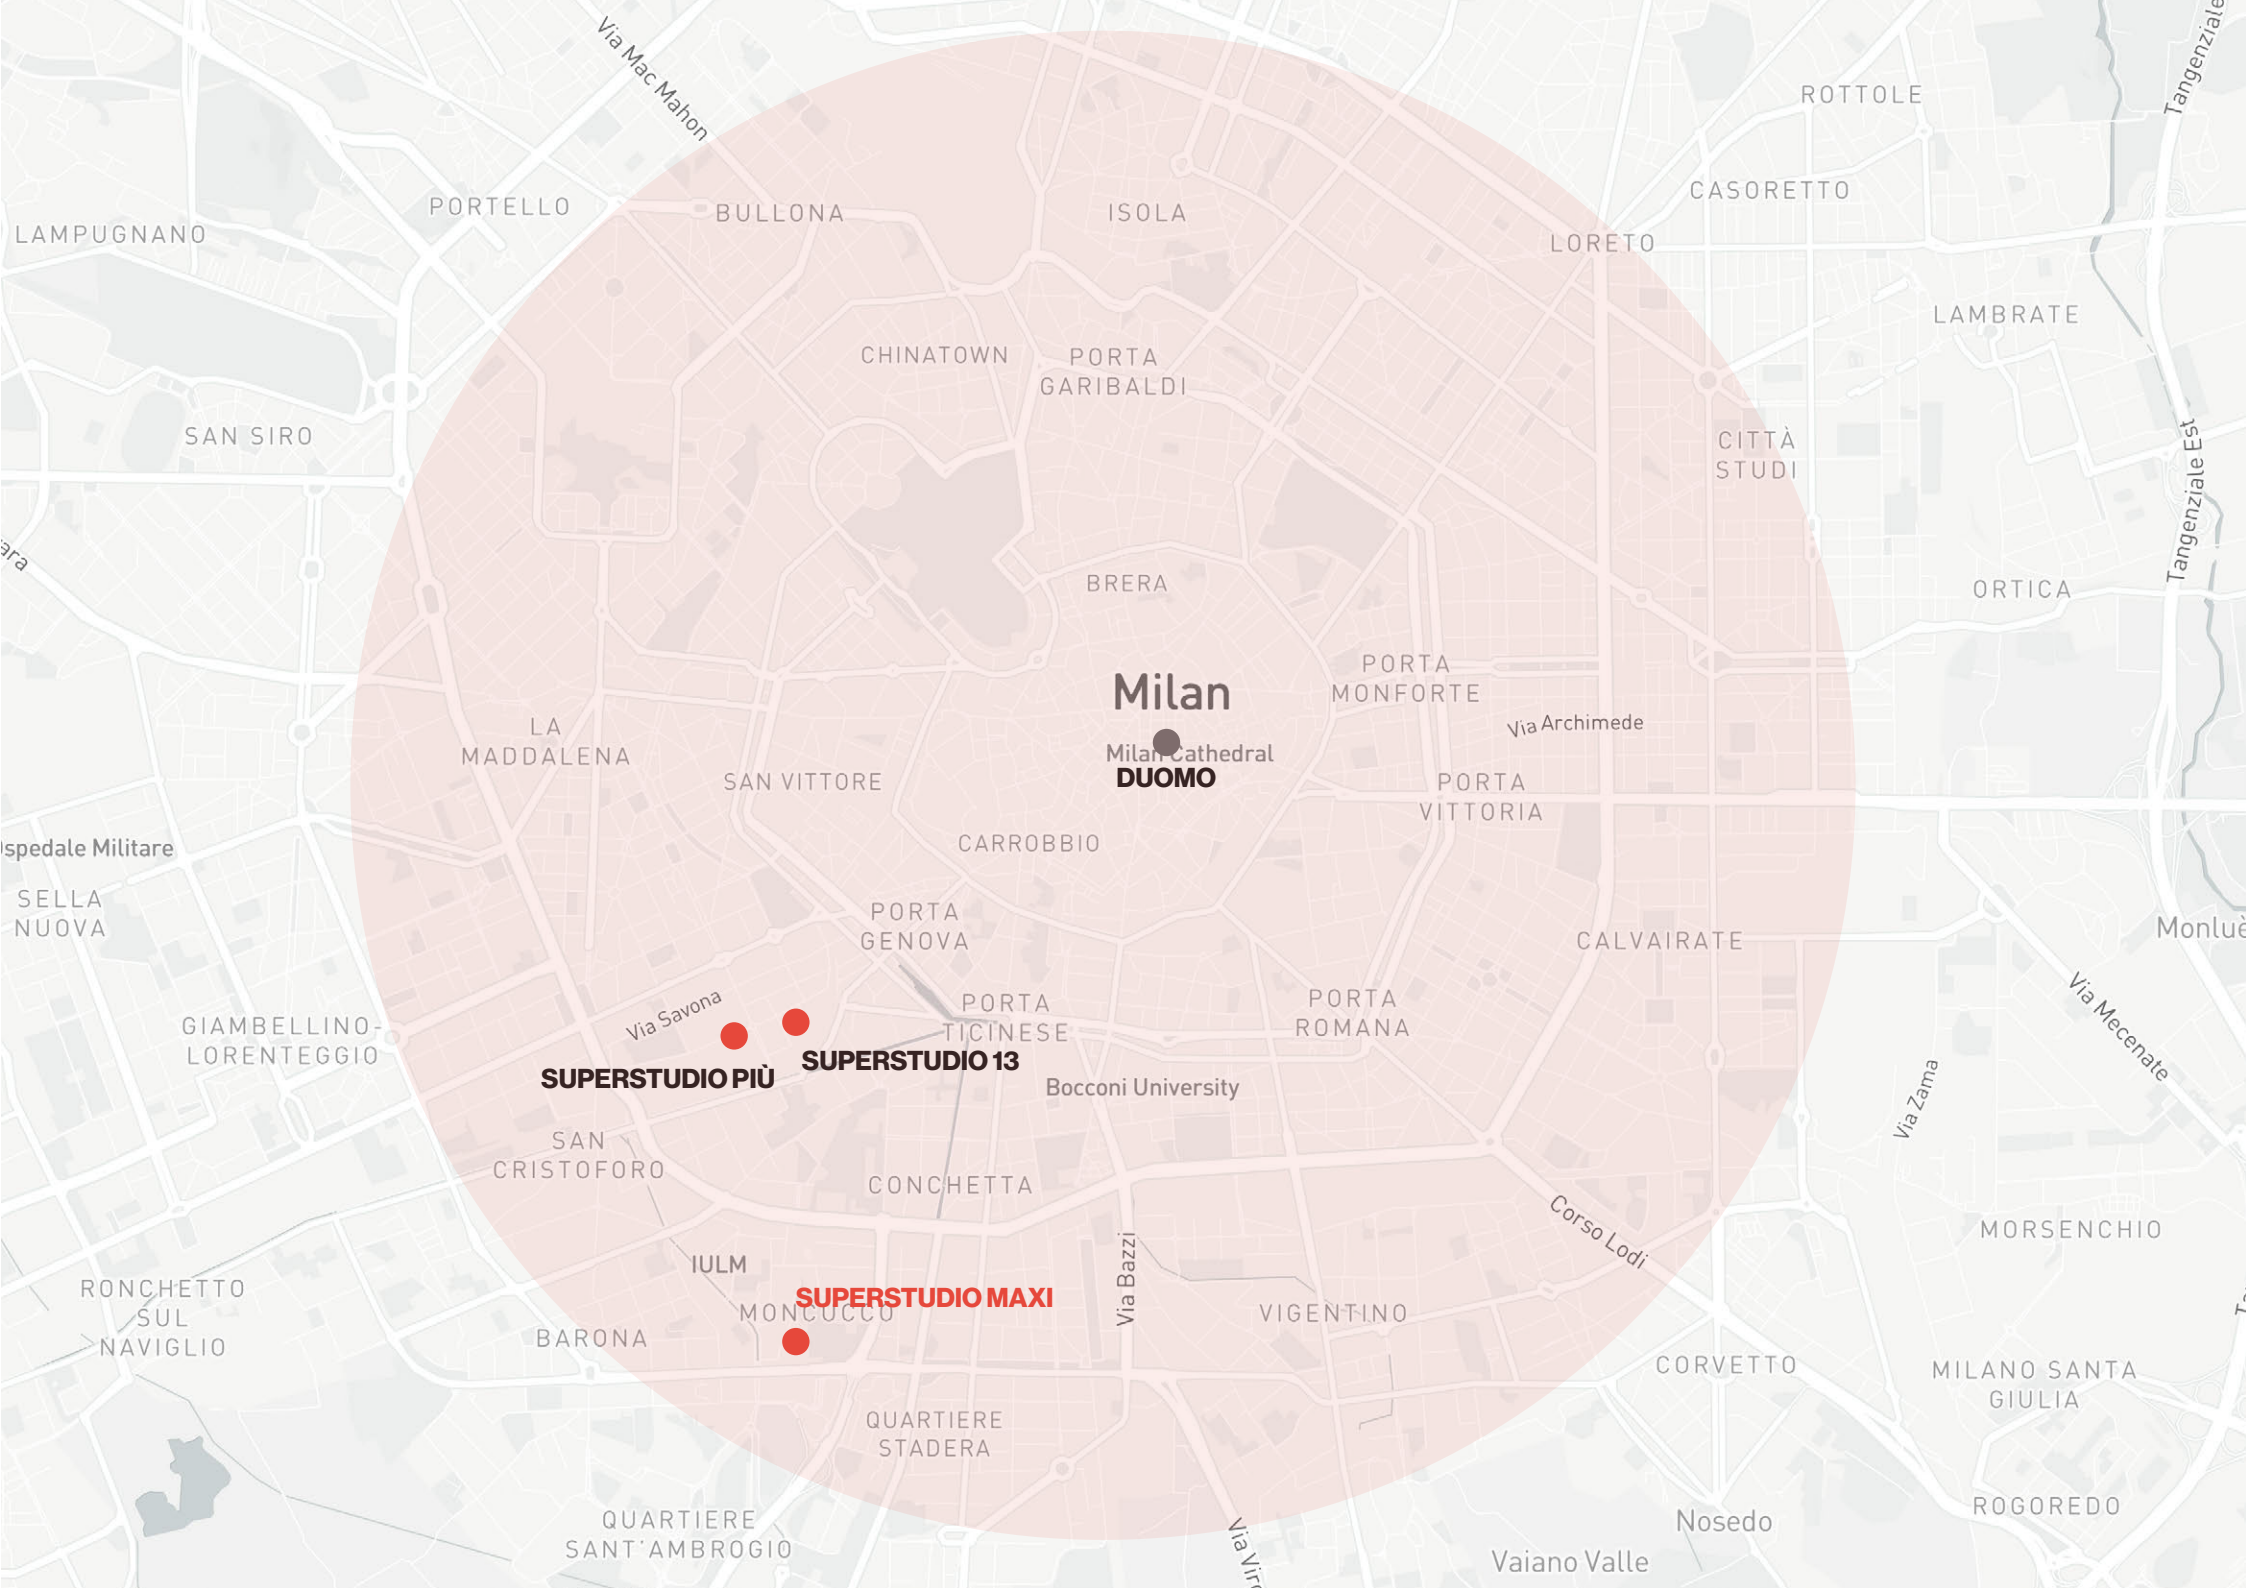 Via Mac Mahon
Tangenziale
ROTTOLE
CASORETTO
PORTELLO
BULLONA
ISOLA
LAMPUGNANO
LORETO
LAMBRATE
CHINATOWN
PORTA
GARIBALDI
SAN SIRO
CITTÀ
STUDI
Tangenziale Est
BRERA
ORTICA
PORTA
MONFORTE
Milan
Via Archimede
LA
MADDALENA
Milan Cathedral
DUOMO
SAN VITTORE
PORTA
VITTORIA
CARROBBIO
spedale Militare
SELLA
NUOVA
PORTA
GENOVA
CALVAIRATE
Monluè
Via Savona
PORTA
TICINESE
PORTA
ROMANA
GIAMBELLINO-
LORENTEGGIO
Via Mecenate
SUPERSTUDIO PIÙ
SUPERSTUDIO 13
Bocconi University
Via Zama
SAN
CRISTOFORO
CONCHETTA
Corso Lodi
MORSENCHIO
IULM
Via Bazzi
RONCHETTO
SUL
NAVIGLIO
SUPERSTUDIO MAXI
MONCUCCO
VIGENTINO
BARONA
CORVETTO
MILANO SANTA
GIULIA
QUARTIERE
STADERA
ROGOREDO
QUARTIERE
SANT'AMBROGIO
Nosedo
Via Vir
Vaiano Valle